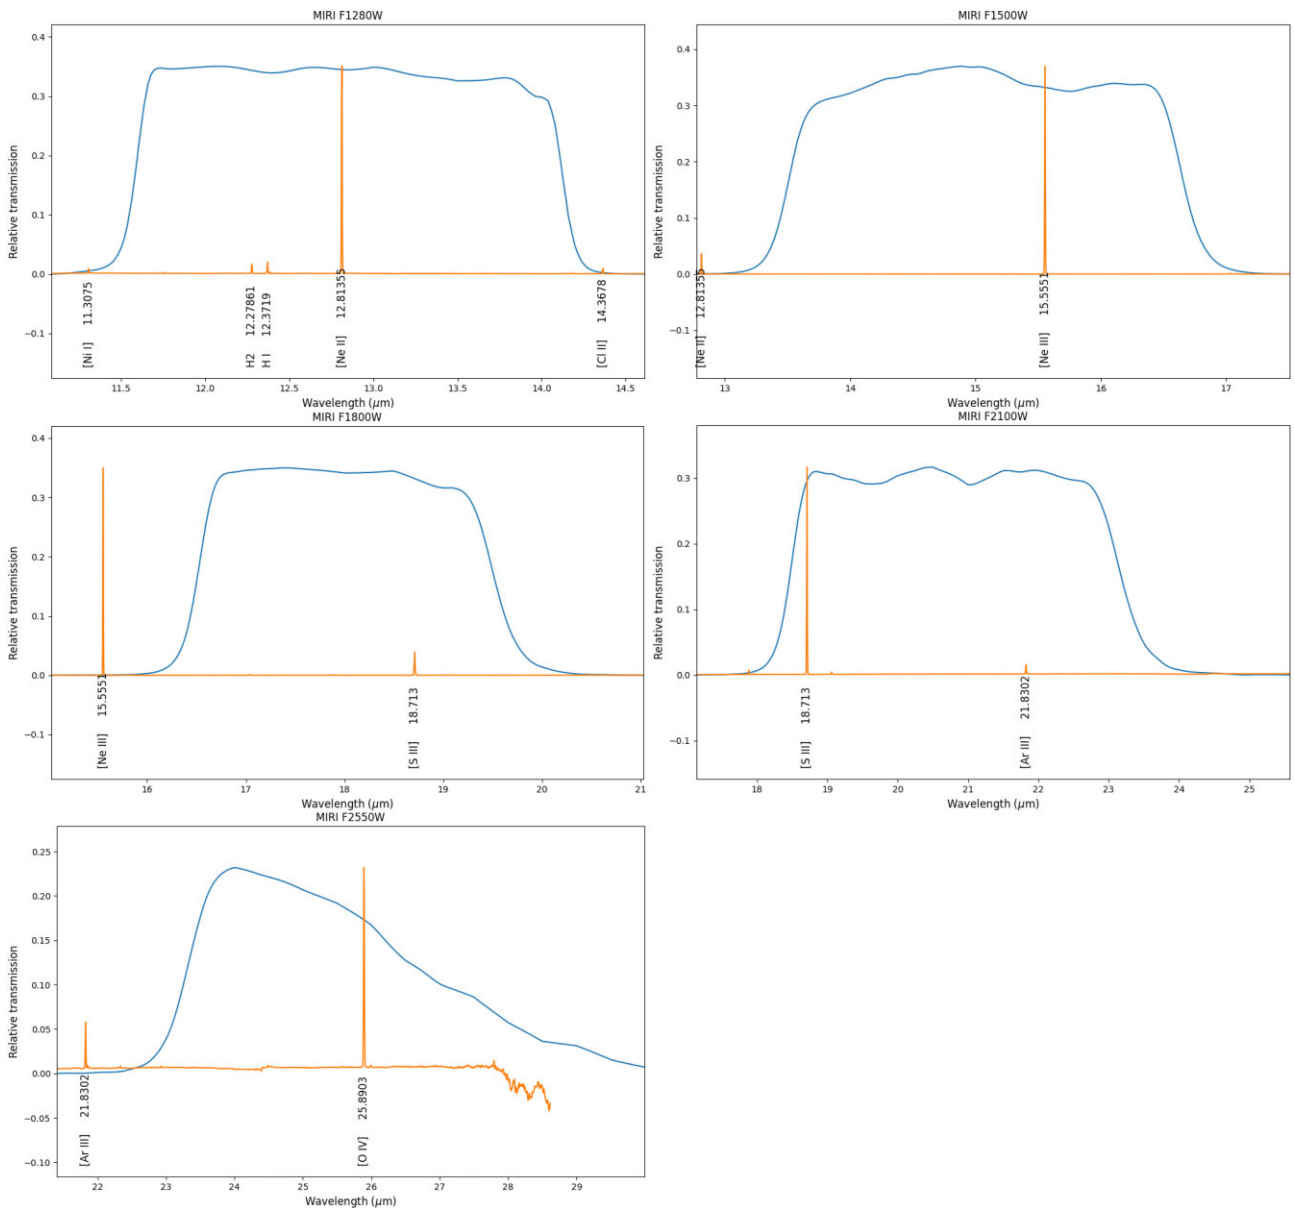 MIRI F1280W
Relative transmission
0.4
0.3
0.2
0.1
0.0
−0.1
[Ni I] 11.3075
H2 12.27861
H I 12.3719
[Ne II] 12.81355
[Cl II] 14.3678
11.5 12.0 12.5 13.0 13.5 14.0 14.5
Wavelength (μm)
MIRI F1500W
Relative transmission
0.4
0.3
0.2
0.1
0.0
−0.1
[Ne II] 12.81355
[Ne III] 15.5551
13 14 15 16 17
Wavelength (μm)
MIRI F1800W
Relative transmission
0.4
0.3
0.2
0.1
0.0
−0.1
[Ne III] 15.5551
[S III] 18.713
16 17 18 19 20 21
Wavelength (μm)
MIRI F2100W
Relative transmission
0.3
0.2
0.1
0.0
−0.1
[S III] 18.713
[Ar III] 21.8302
18 19 20 21 22 23 24 25
Wavelength (μm)
MIRI F2550W
Relative transmission
0.25
0.20
0.15
0.10
0.05
0.00
−0.05
−0.10
[Ar III] 21.8302
[O IV] 25.8903
22 23 24 25 26 27 28 29
Wavelength (μm)